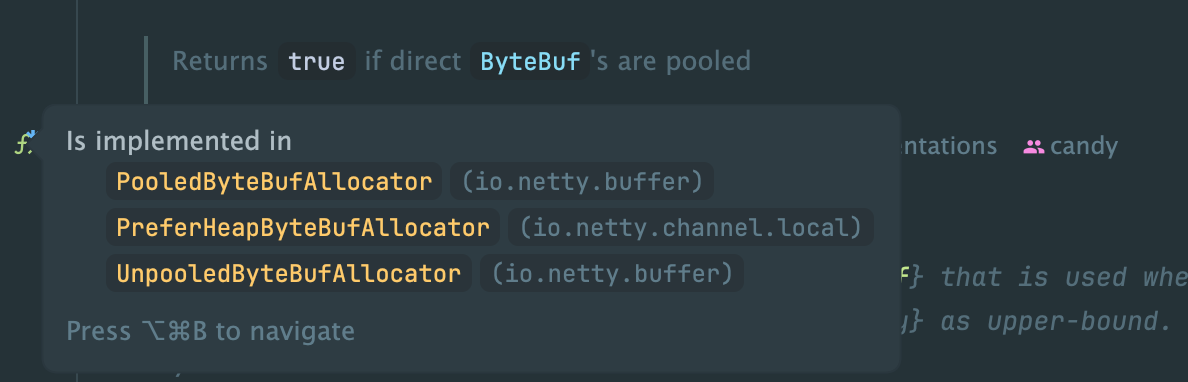 Returns true if direct ByteBuf's are pooled
Is implemented in
PooledByteBufAllocator (io.netty.buffer)
PreferHeapByteBufAllocator (io.netty.channel.local)
UnpooledByteBufAllocator (io.netty.buffer)
Press ⌥⌘B to navigate
ntations candy
f} that is used whe
y} as upper-bound.